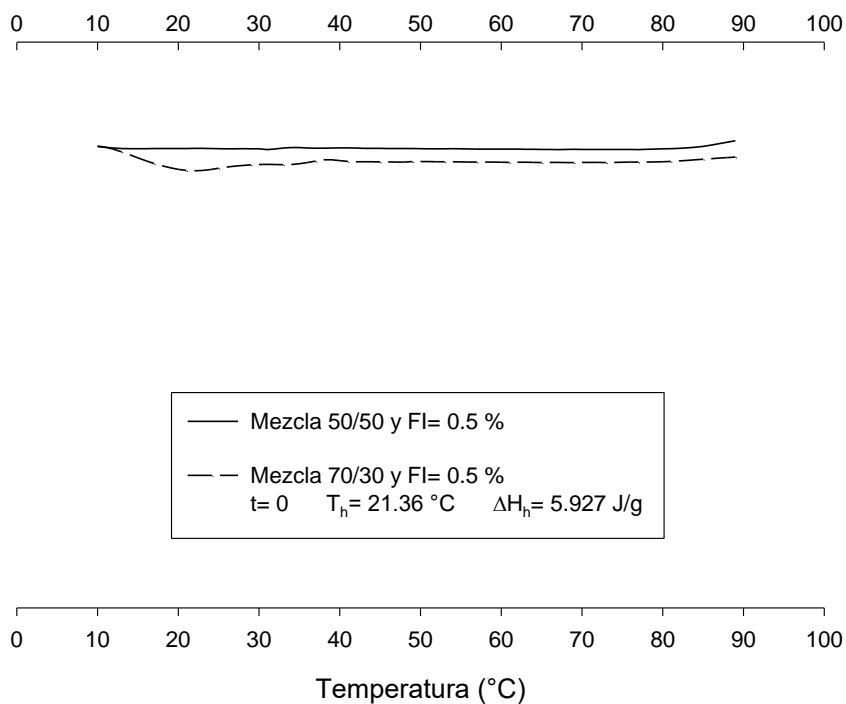 0 10 20 30 40 50 60 70 80 90 100
Mezcla 50/50 y FI= 0.5 %
Mezcla 70/30 y FI= 0.5 %
t= 0 Th= 21.36 °C ΔHh= 5.927 J/g
0 10 20 30 40 50 60 70 80 90 100
Temperatura (°C)